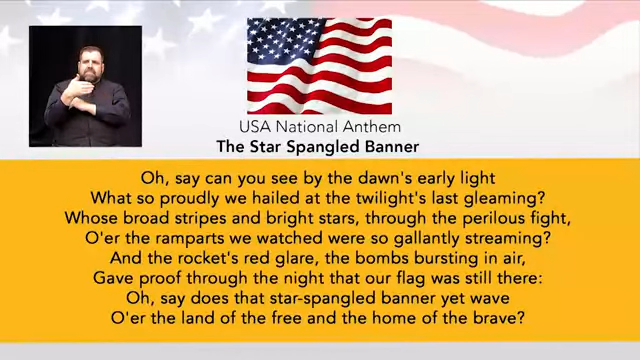 USA National Anthem
The Star Spangled Banner
Oh, say can you see by the dawn's early light
What so proudly we hailed at the twilight's last gleaming?
Whose broad stripes and bright stars, through the perilous fight,
O'er the ramparts we watched were so gallantly streaming?
And the rocket's red glare, the bombs bursting in air,
Gave proof through the night that our flag was still there:
Oh, say does that star-spangled banner yet wave
O'er the land of the free and the home of the brave?